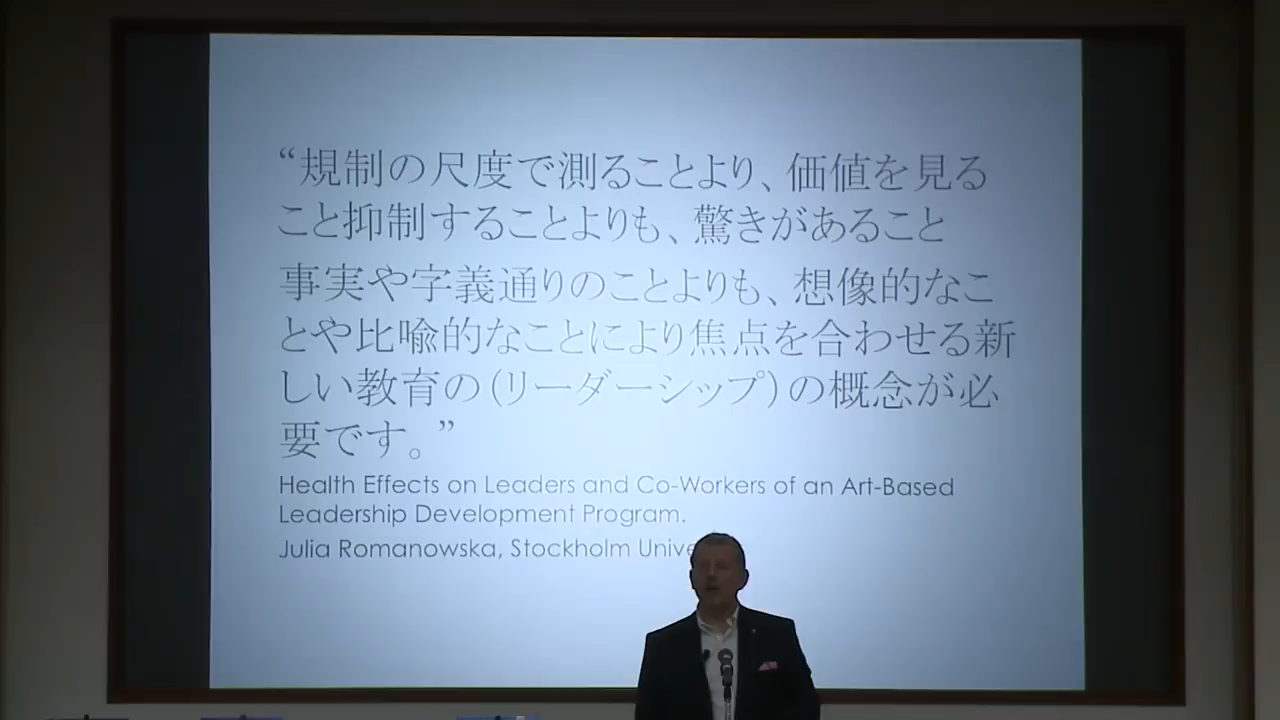 “規制の尺度で測ることより、価値を見る
こと抑制することよりも、驚きがあること
事実や字義通りのことよりも、想像的なこ
とや比喩的なことにより焦点を合わせる新
しい教育の(リーダーシップ)の概念が必
要です。”
Health Effects on Leaders and Co-Workers of an Art-Based
Leadership Development Program.
Julia Romanowska, Stockholm